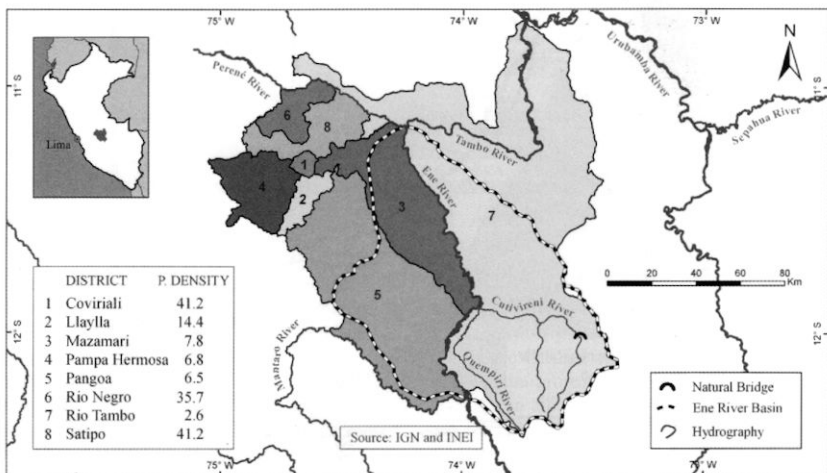 75° W
74° W
73° W
N
11° S
11° S
Lima
Perené River
Urubamba River
Sepahua River
Tambo River
Ene River
6
8
1
4
2
3
7
5
0 20 40 60 80
Km
DISTRICT P. DENSITY
1 Coviriali 41.2
2 Llaylla 14.4
3 Mazamari 7.8
4 Pampa Hermosa 6.8
5 Pangoa 6.5
6 Río Negro 35.7
7 Río Tambo 2.6
8 Satipo 41.2
Cutivireni River
12° S
12° S
Mantaro River
Quempiri River
Natural Bridge
Ene River Basin
Hydrography
Source: IGN and INEI
75° W
74° W
73° W